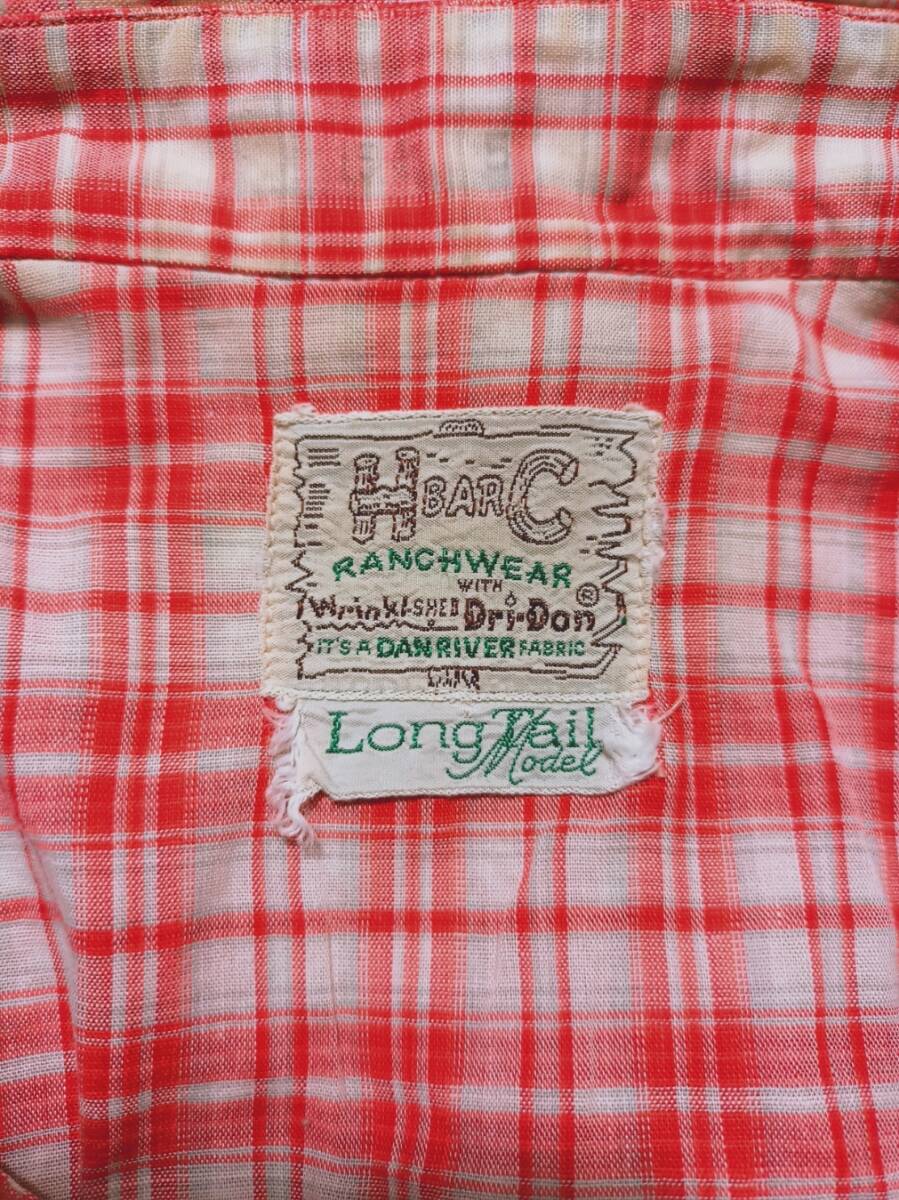 H BAR C
RANCHWEAR
WITH
Wrinkl-SHED Dri-Don®
IT'S A DAN RIVER FABRIC
Long Tail
Model